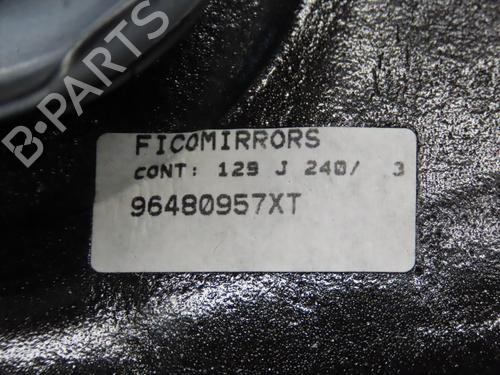 B-PARTS
FICOMIRRORS
CONT: 129 J 240/ 3
96480957XT